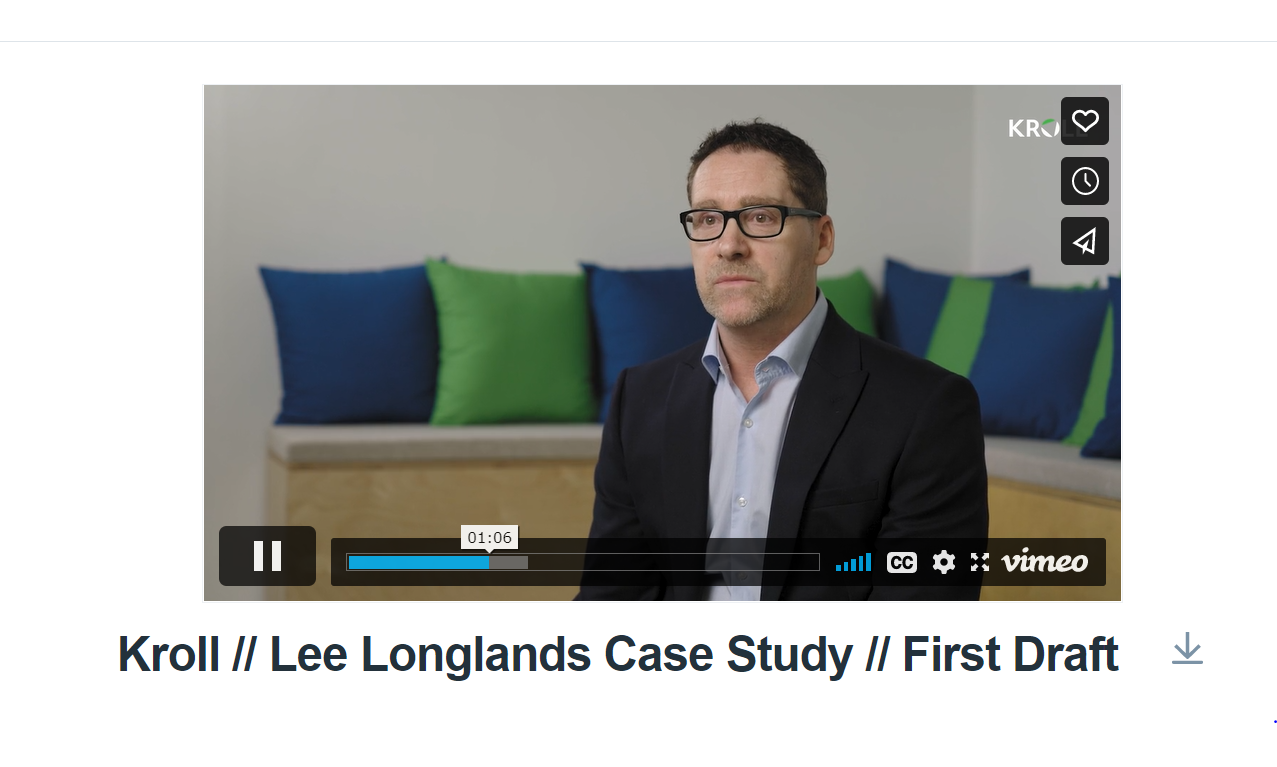 KROLL
01:06
CC
vimeo
Kroll // Lee Longlands Case Study // First Draft